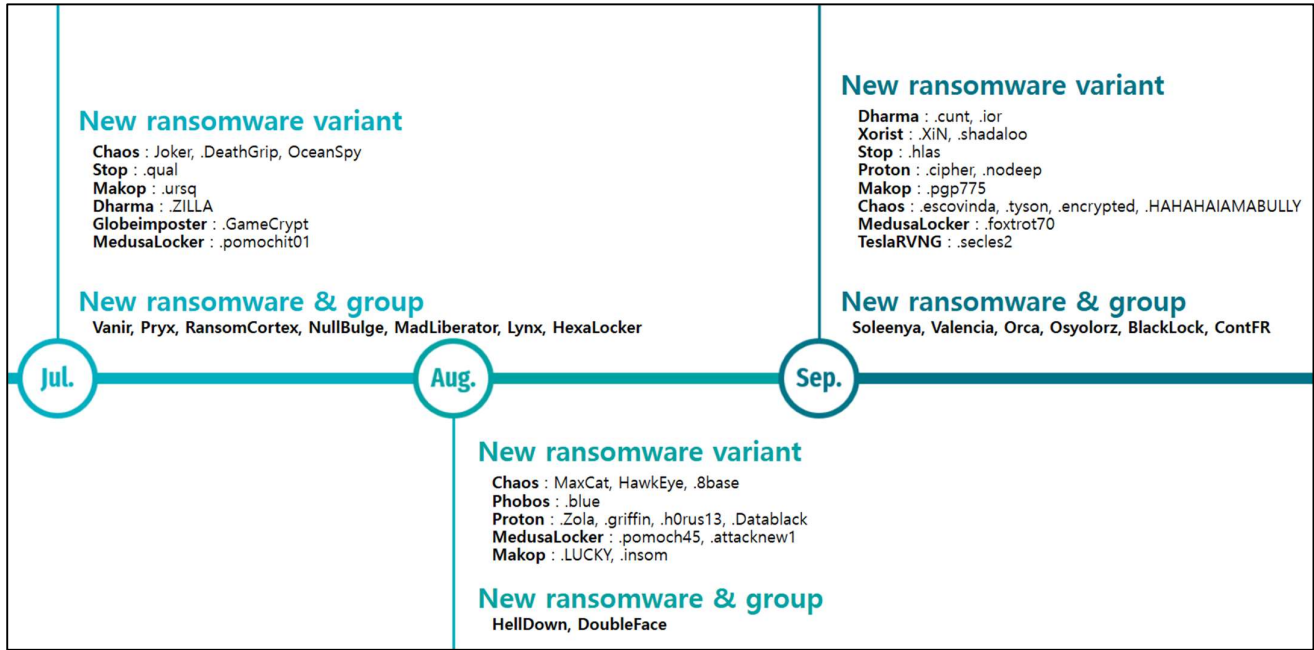 New ransomware variant
Chaos : Joker, .DeathGrip, OceanSpy
Stop : .qual
Makop : .ursq
Dharma : .ZILLA
Globeimposter : .GameCrypt
MedusaLocker : .pomochit01
New ransomware & group
Vanir, Pryx, RansomCortex, NullBulge, MadLiberator, Lynx, HexaLocker
Jul.
Aug.
New ransomware variant
Chaos : MaxCat, HawkEye, .8base
Phobos : .blue
Proton : .Zola, .griffin, .h0rus13, .Datablack
MedusaLocker : .pomoch45, .attacknew1
Makop : .LUCKY, .insom
New ransomware & group
HellDown, DoubleFace
Sep.
New ransomware variant
Dharma : .cunt, .ior
Xorist : .XiN, .shadaloo
Stop : .hlas
Proton : .cipher, .nodeep
Makop : .pgp775
Chaos : .escovinda, .tyson, .encrypted, .HAHAHAIAMABULLY
MedusaLocker : .foxtrot70
TeslaRVNG : .secles2
New ransomware & group
Soleenya, Valencia, Orca, Osyolorz, BlackLock, ContFR